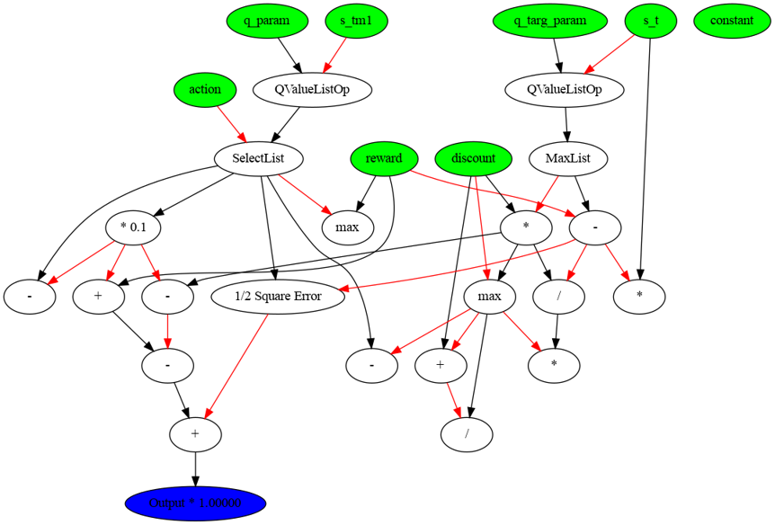 q_param
s_tm1
q_targ_param
s_t
constant
action
QValueListOp
QValueListOp
SelectList
reward
discount
MaxList
* 0.1
max
*
-
-
+
-
1/2 Square Error
max
/
*
-
-
+
*
+
/
Output * 1.00000